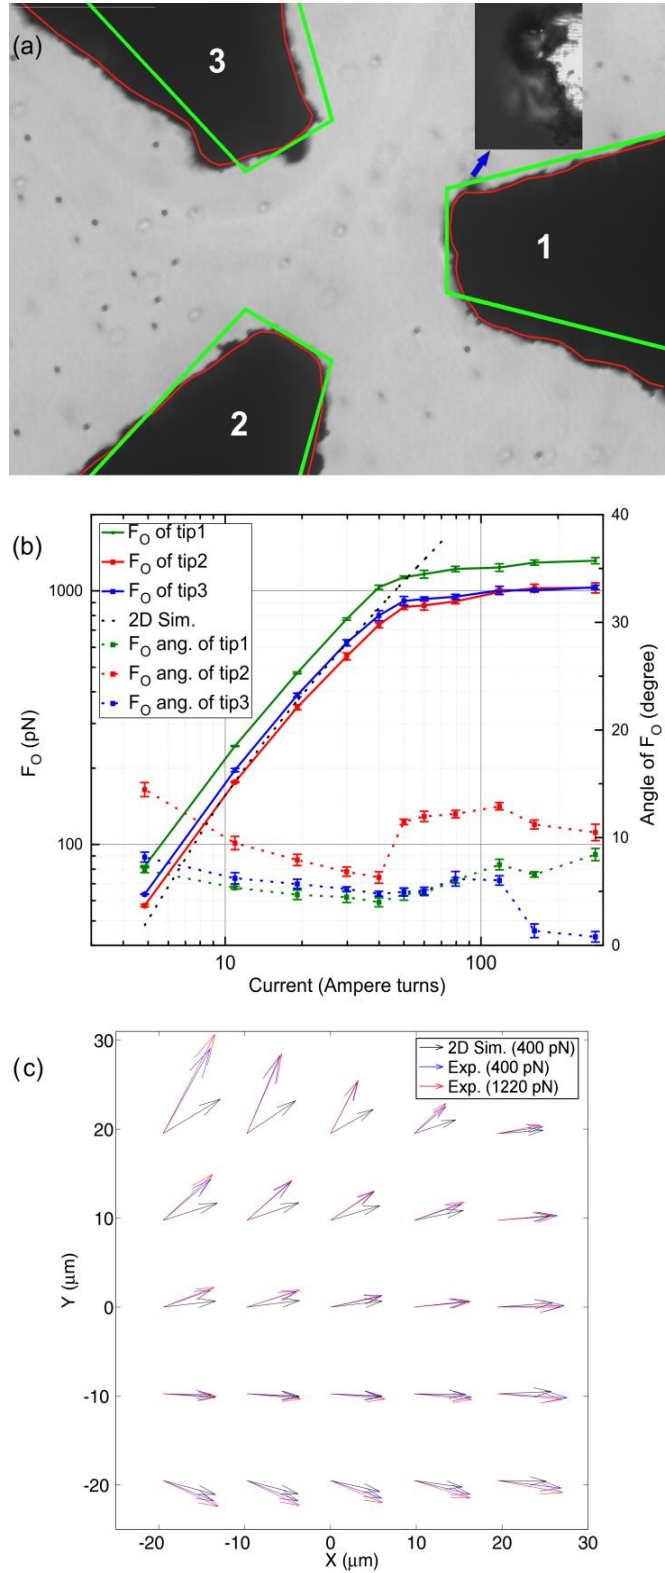 (a)
3
1
2
(b)
F_O of tip1
F_O of tip2
F_O of tip3
2D Sim.
F_O ang. of tip1
F_O ang. of tip2
F_O ang. of tip3
1000
100
F_O (pN)
40
30
20
10
0
Angle of F_O (degree)
10
100
Current (Ampere turns)
(c)
2D Sim. (400 pN)
Exp. (400 pN)
Exp. (1220 pN)
30
20
10
0
-10
-20
Y (μm)
-20
-10
0
10
20
30
X (μm)